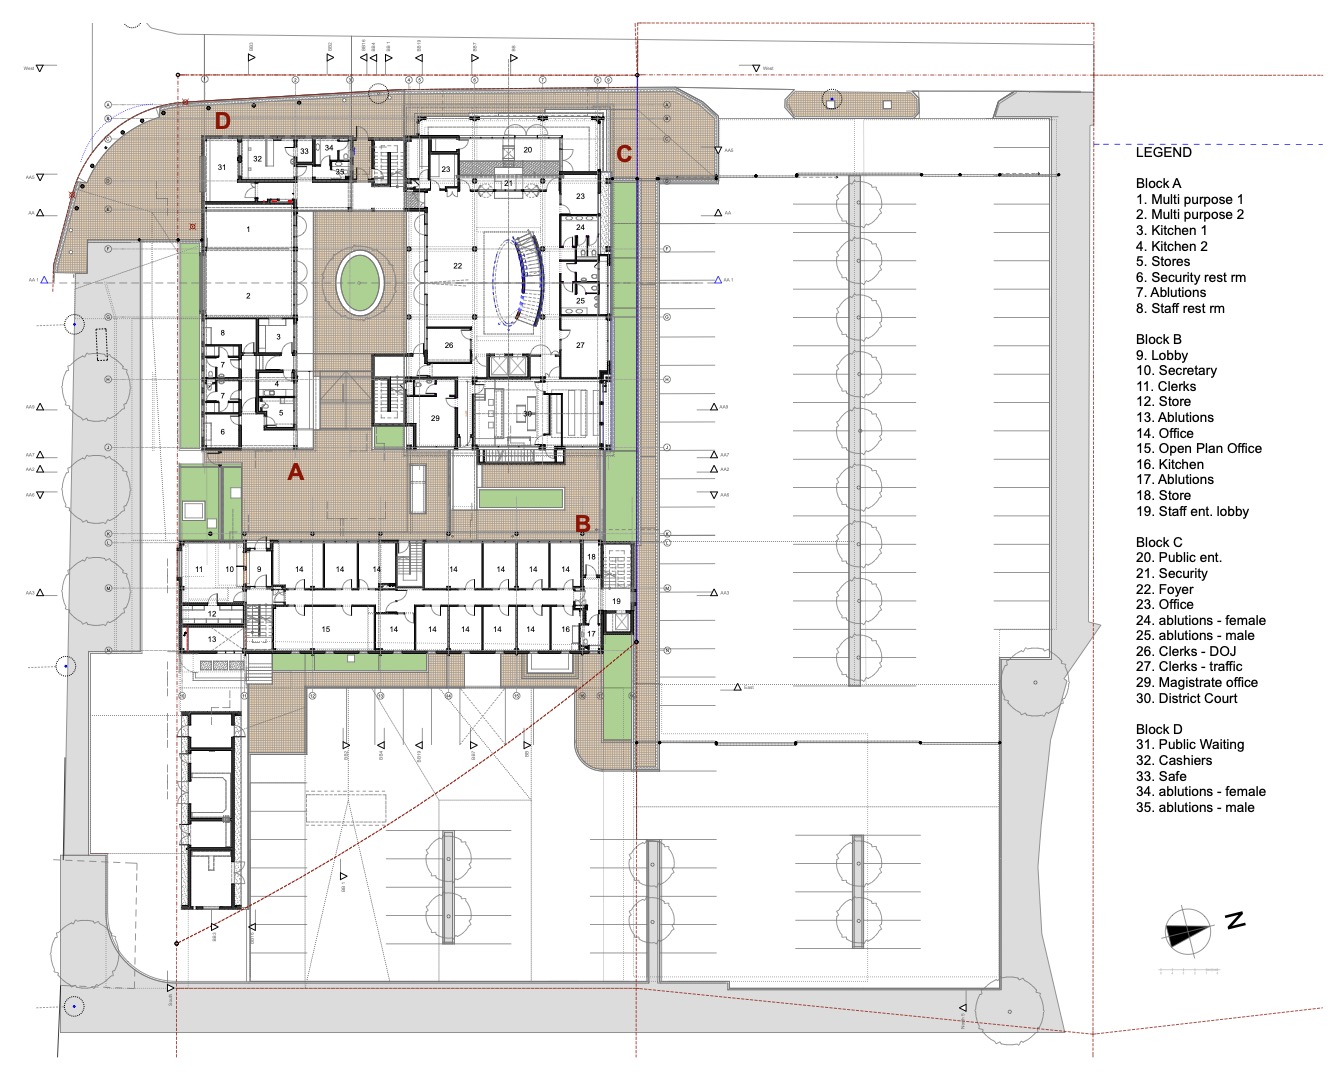 D
C
A
B
31
32
33
34
35
1
2
8
3
7
4
7
5
6
23
20
21
23
24
22
25
26
27
29
30
11
10
9
14
14
14
14
14
14
14
18
19
12
13
15
14
14
14
14
14
16
17
LEGEND
Block A
1. Multi purpose 1
2. Multi purpose 2
3. Kitchen 1
4. Kitchen 2
5. Stores
6. Security rest rm
7. Ablutions
8. Staff rest rm
Block B
9. Lobby
10. Secretary
11. Clerks
12. Store
13. Ablutions
14. Office
15. Open Plan Office
16. Kitchen
17. Ablutions
18. Store
19. Staff ent. lobby
Block C
20. Public ent.
21. Security
22. Foyer
23. Office
24. ablutions - female
25. ablutions - male
26. Clerks - DOJ
27. Clerks - traffic
29. Magistrate office
30. District Court
Block D
31. Public Waiting
32. Cashiers
33. Safe
34. ablutions - female
35. ablutions - male
N